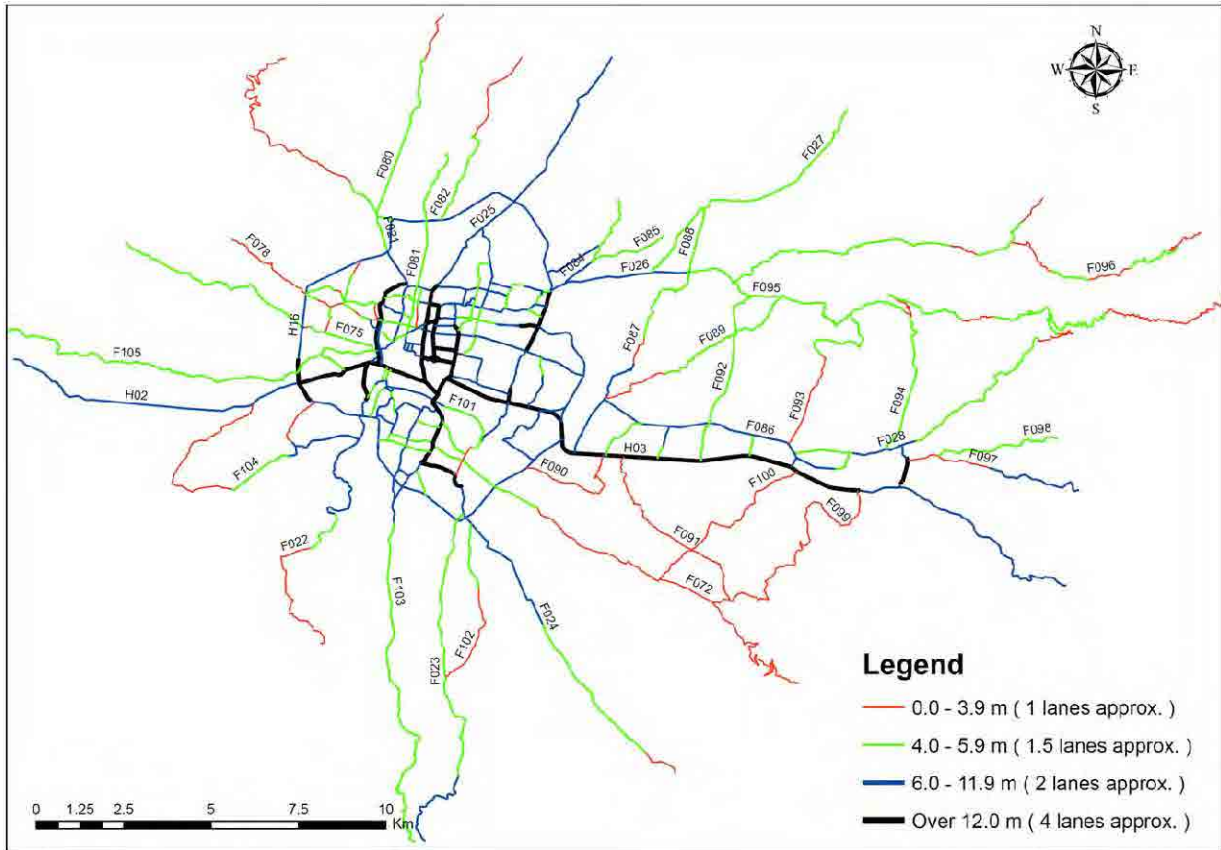 N
W E
S
F080
F082
F027
F021
F025
F078
F081
F084
F085
F088
F026
F096
F095
H16
F075
F087
F089
F105
H02
F092
F093
F094
F101
F086
F028
F098
F097
H03
F090
F100
F099
F104
F091
F022
F072
F103
F024
F102
F023
Legend
0.0 - 3.9 m ( 1 lanes approx. )
4.0 - 5.9 m ( 1.5 lanes approx. )
6.0 - 11.9 m ( 2 lanes approx. )
Over 12.0 m ( 4 lanes approx. )
0 1.25 2.5 5 7.5 10
Km